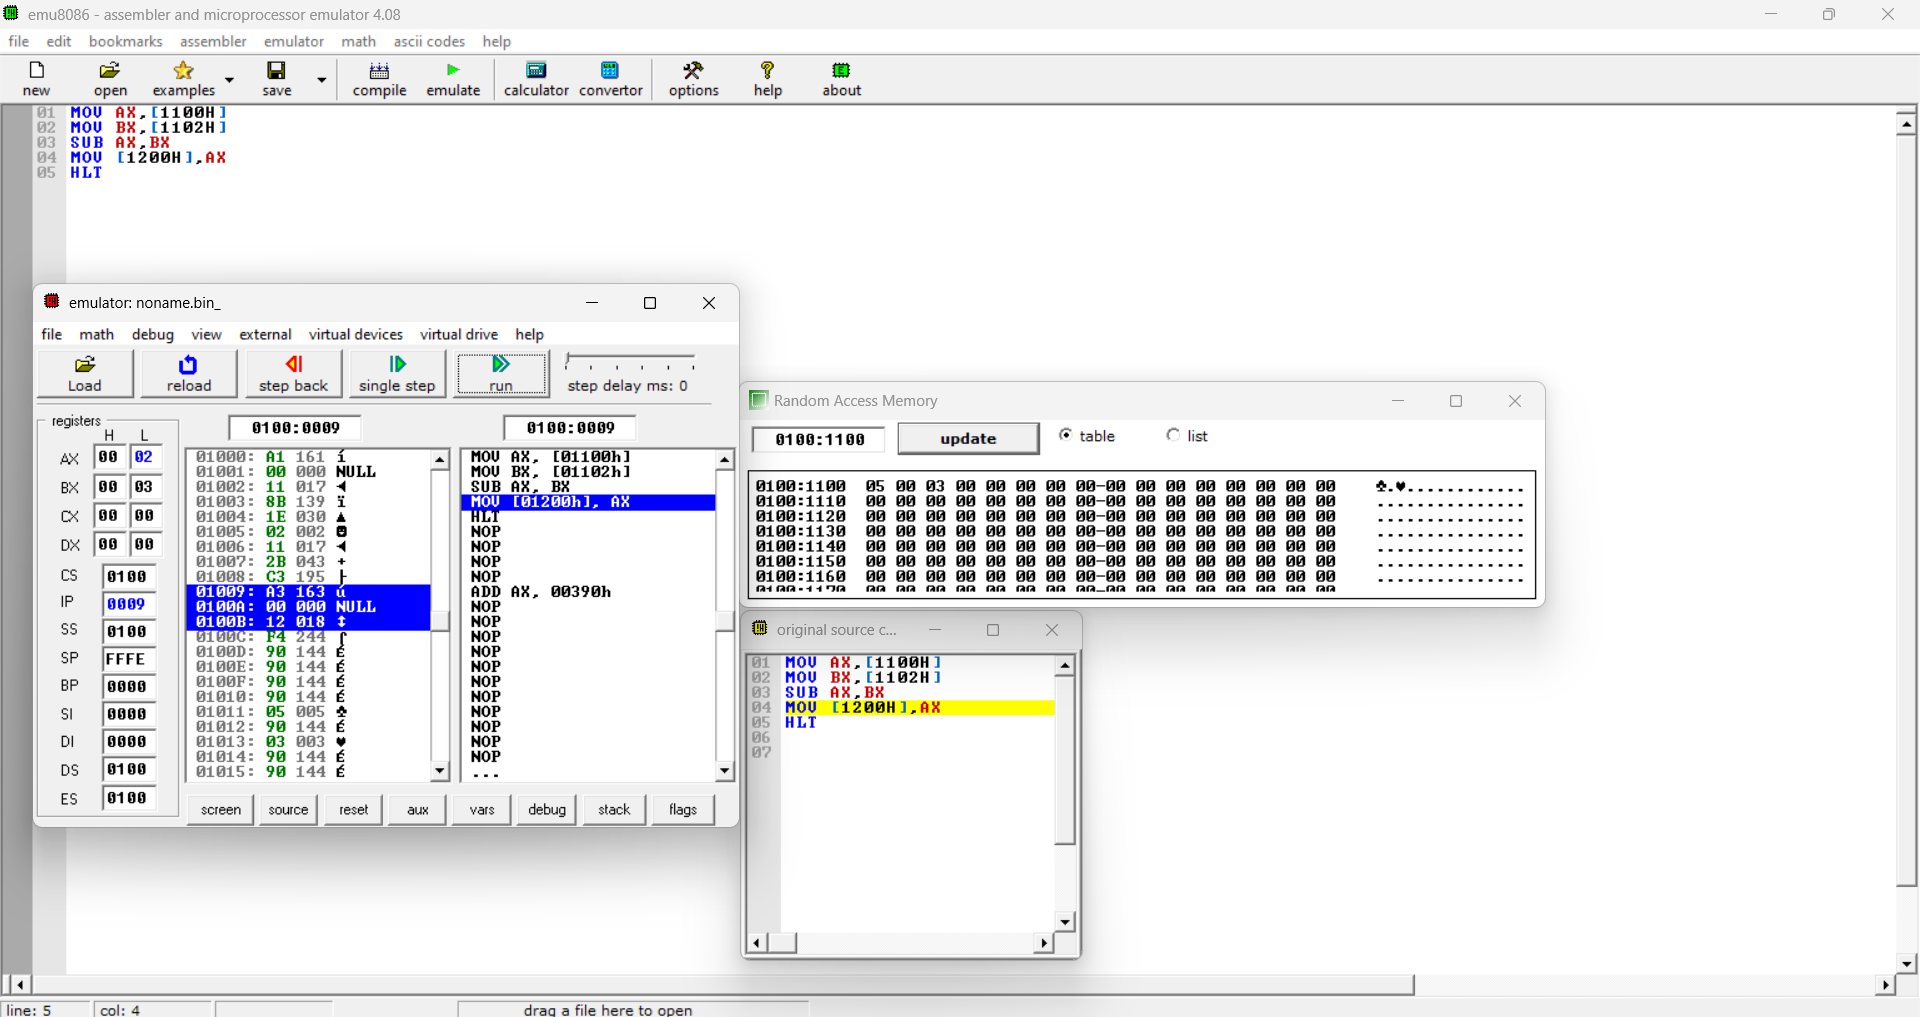 emu8086 - assembler and microprocessor emulator 4.08
file edit bookmarks assembler emulator math ascii codes help
new open examples save compile emulate calculator convertor options help about
01 MOV AX,[1100H]
02 MOV BX,[1102H]
03 SUB AX,BX
04 MOV [1200H],AX
05 HLT
emulator: noname.bin_
file math debug view external virtual devices virtual drive help
Load reload step back single step run step delay ms: 0
registers
H L
AX 00 02
BX 00 03
CX 00 00
DX 00 00
CS 0100
IP 0009
SS 0100
SP FFFE
BP 0000
SI 0000
DI 0000
DS 0100
ES 0100
0100:0009
01000: A1 161 í
01001: 00 000 NULL
01002: 11 017 ◄
01003: 8B 139 ï
01004: 1E 030 ▲
01005: 02 002 ☻
01006: 11 017 ◄
01007: 2B 043 +
01008: C3 195 ├
01009: A3 163 ú
0100A: 00 000 NULL
0100B: 12 018 ↕
0100C: F4 244 ⌠
0100D: 90 144 É
0100E: 90 144 É
0100F: 90 144 É
01010: 90 144 É
01011: 05 005 ♣
01012: 90 144 É
01013: 03 003 ♥
01014: 90 144 É
01015: 90 144 É
0100:0009
MOV AX, [01100h]
MOV BX, [01102h]
SUB AX, BX
MOV [01200h], AX
HLT
NOP
NOP
NOP
NOP
ADD AX, 00390h
NOP
NOP
NOP
NOP
NOP
NOP
NOP
NOP
NOP
NOP
NOP
...
screen source reset aux vars debug stack flags
Random Access Memory
0100:1100 update table list
0100:1100 05 00 03 00 00 00 00 00-00 00 00 00 00 00 00 00 ♣.♥.............
0100:1110 00 00 00 00 00 00 00 00-00 00 00 00 00 00 00 00 ................
0100:1120 00 00 00 00 00 00 00 00-00 00 00 00 00 00 00 00 ................
0100:1130 00 00 00 00 00 00 00 00-00 00 00 00 00 00 00 00 ................
0100:1140 00 00 00 00 00 00 00 00-00 00 00 00 00 00 00 00 ................
0100:1150 00 00 00 00 00 00 00 00-00 00 00 00 00 00 00 00 ................
0100:1160 00 00 00 00 00 00 00 00-00 00 00 00 00 00 00 00 ................
0100:1170 00 00 00 00 00 00 00 00-00 00 00 00 00 00 00 00
original source c...
01 MOV AX,[1100H]
02 MOV BX,[1102H]
03 SUB AX,BX
04 MOV [1200H],AX
05 HLT
06
07
line: 5 col: 4 drag a file here to open